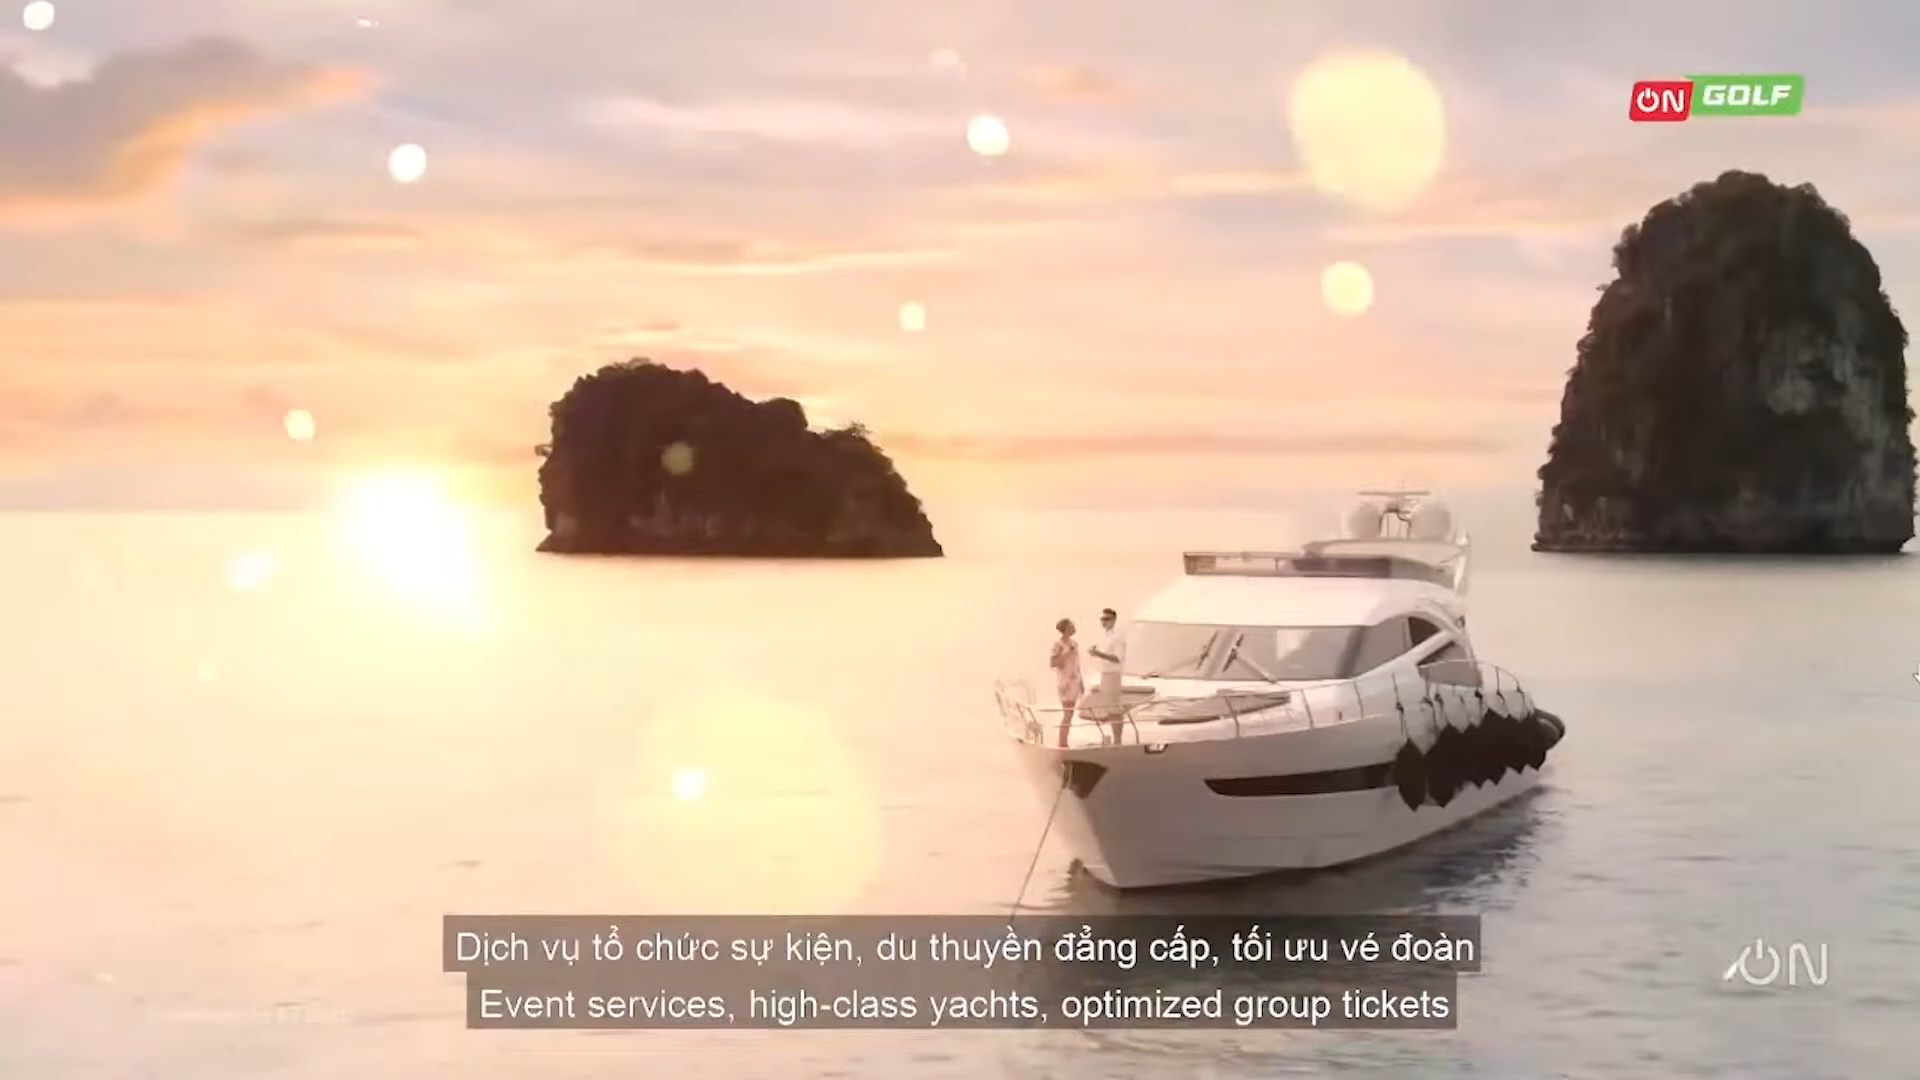 ON GOLF
Dịch vụ tổ chức sự kiện, du thuyền đẳng cấp, tối ưu vé đoàn
Event services, high-class yachts, optimized group tickets
ON